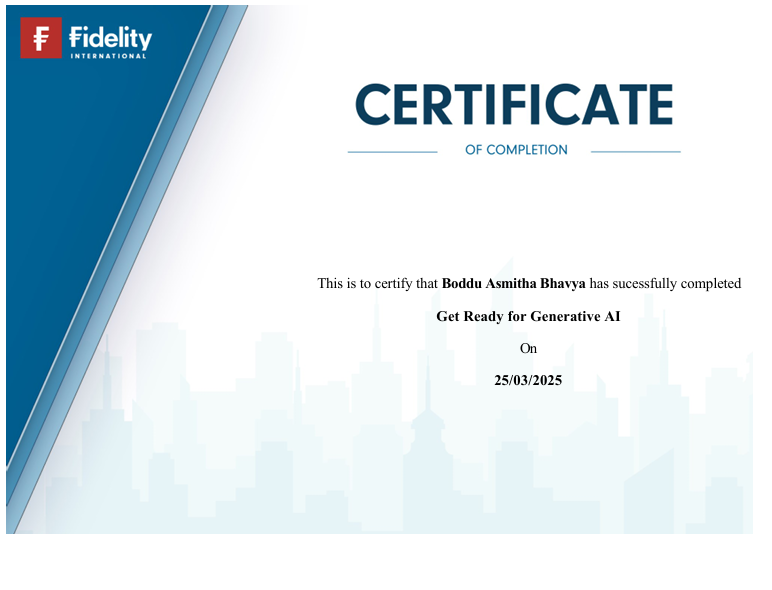 Fidelity
INTERNATIONAL
CERTIFICATE
OF COMPLETION
This is to certify that Boddu Asmitha Bhavya has sucessfully completed
Get Ready for Generative AI
On
25/03/2025